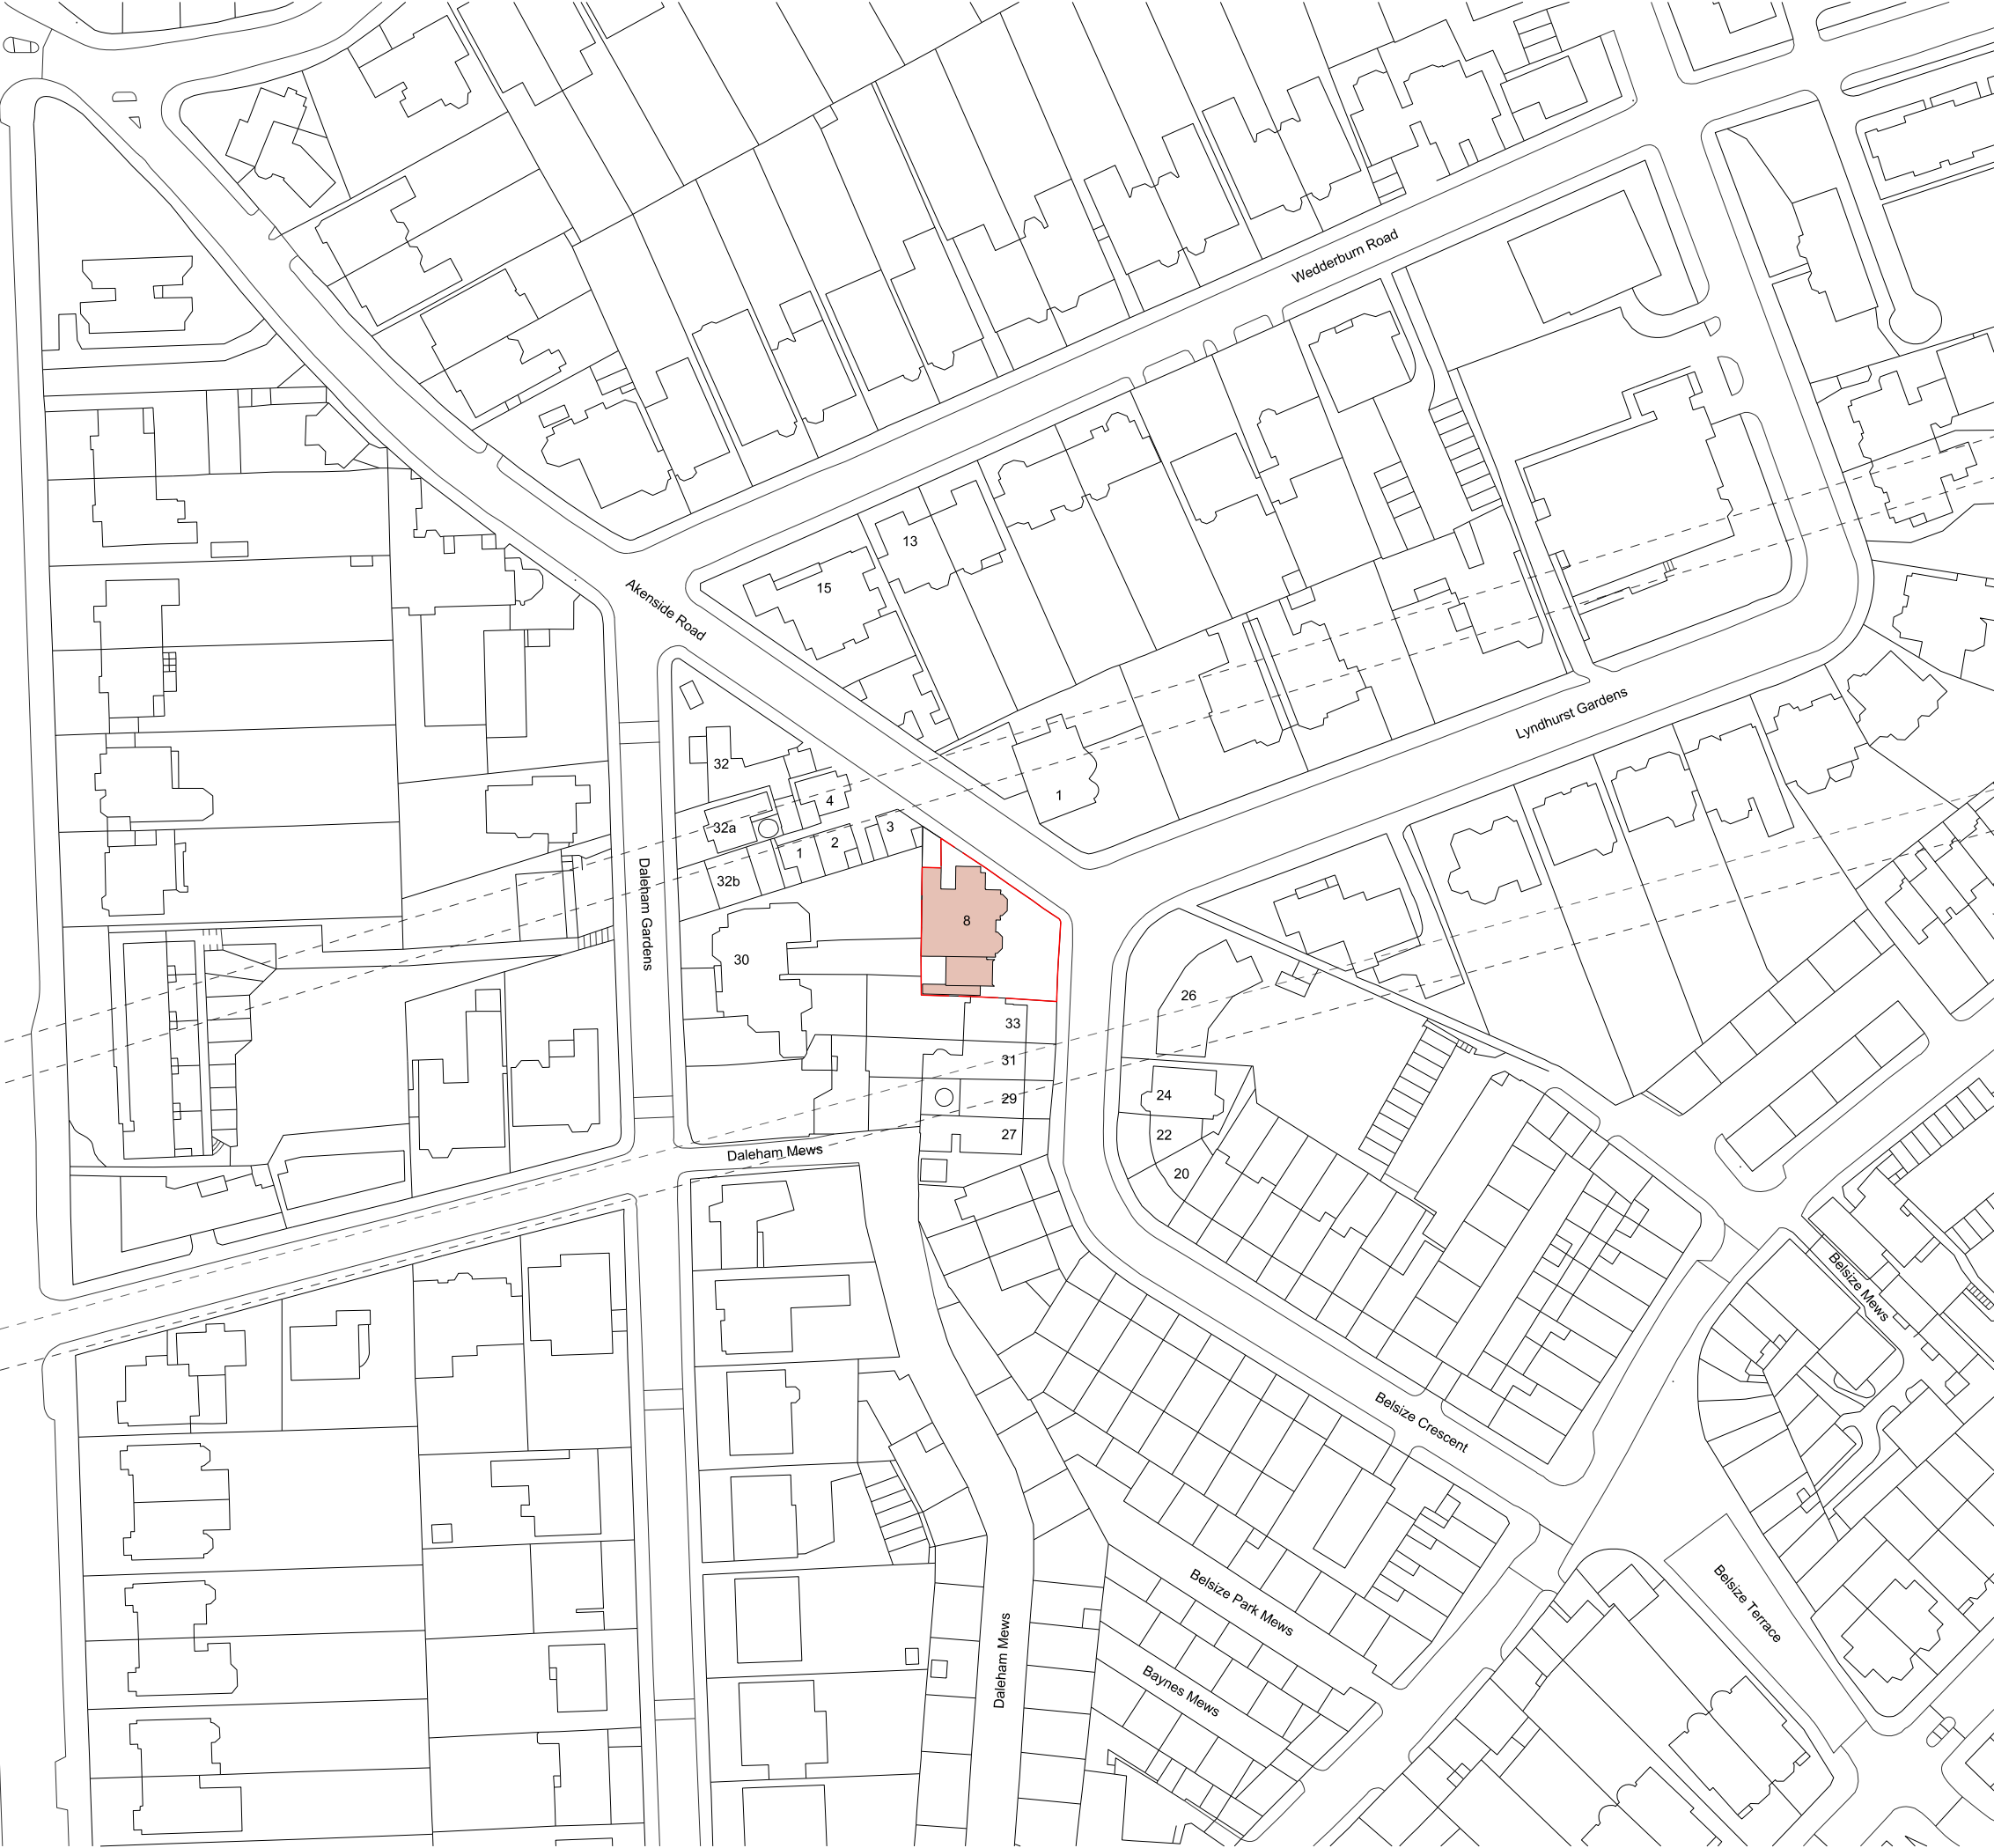 Wedderburn Road
13
15
Akenside Road
Lyndhurst Gardens
32
4
1
32a
3
2
1
32b
Daleham Gardens
8
30
26
33
31
24
29
22
27
Daleham Mews
20
Belsize Mews
Belsize Crescent
Belsize Park Mews
Belsize Terrace
Daleham Mews
Baynes Mews